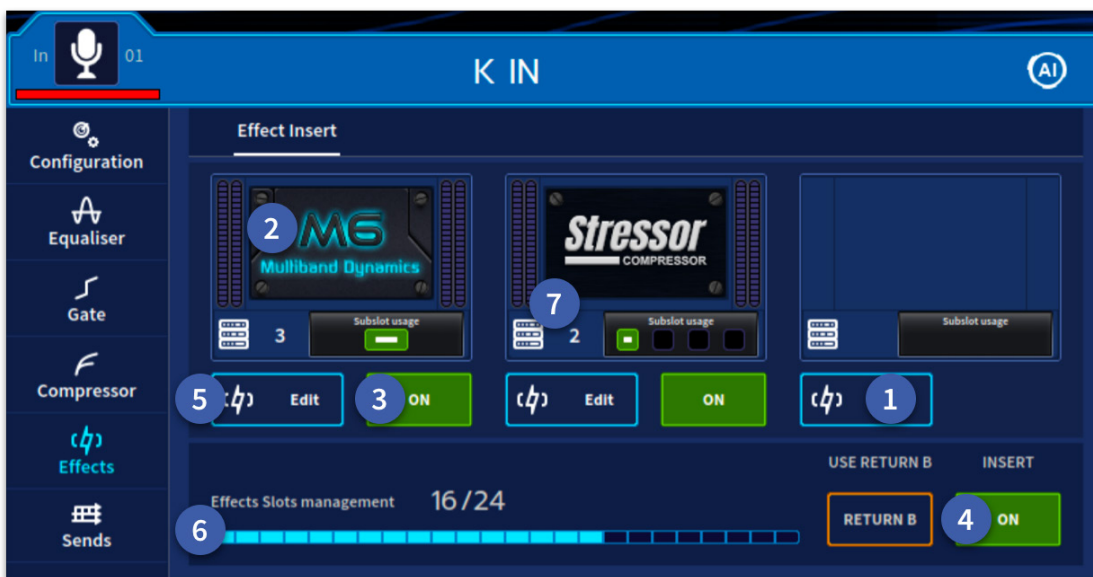 In 01
K IN
AI
Configuration
Equaliser
Gate
Compressor
Effects
Sends
Effect Insert
2
M6
Multiband Dynamics
3
Subslot usage
Stressor
COMPRESSOR
7
2
Subslot usage
Subslot usage
5
Edit
3
ON
Edit
ON
1
USE RETURN B
INSERT
Effects Slots management 16/24
6
RETURN B
4
ON